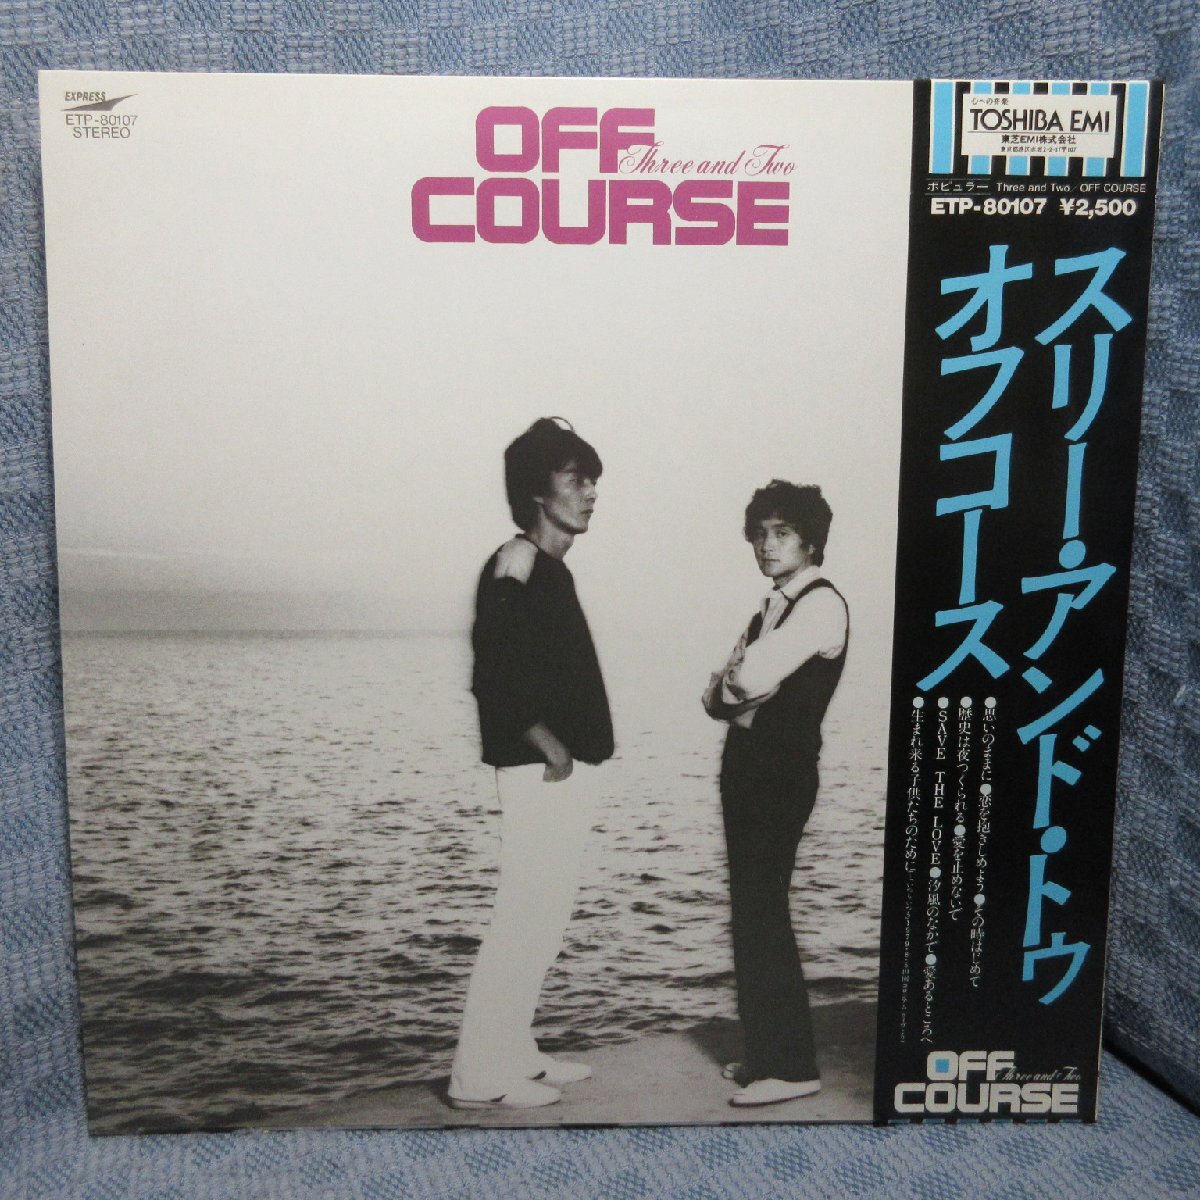 EXPRESS
ETP-80107
STEREO
OFF
Three and Two
COURSE
心への音楽
TOSHIBA EMI
東芝EMI株式会社
ポピュラー Three and Two/OFF COURSE
ETP-80107 ¥2,500
スリー・アンド・トゥ
オフコース
●思いのままに●恋を抱きしめよう●その時はじめて
●歴史は夜つくられる●愛を止めないで
●SAVE THE LOVE●汐風のなかで●愛あるところへ
●生まれ来る子供たちのために
OFF
Three and Two
COURSE